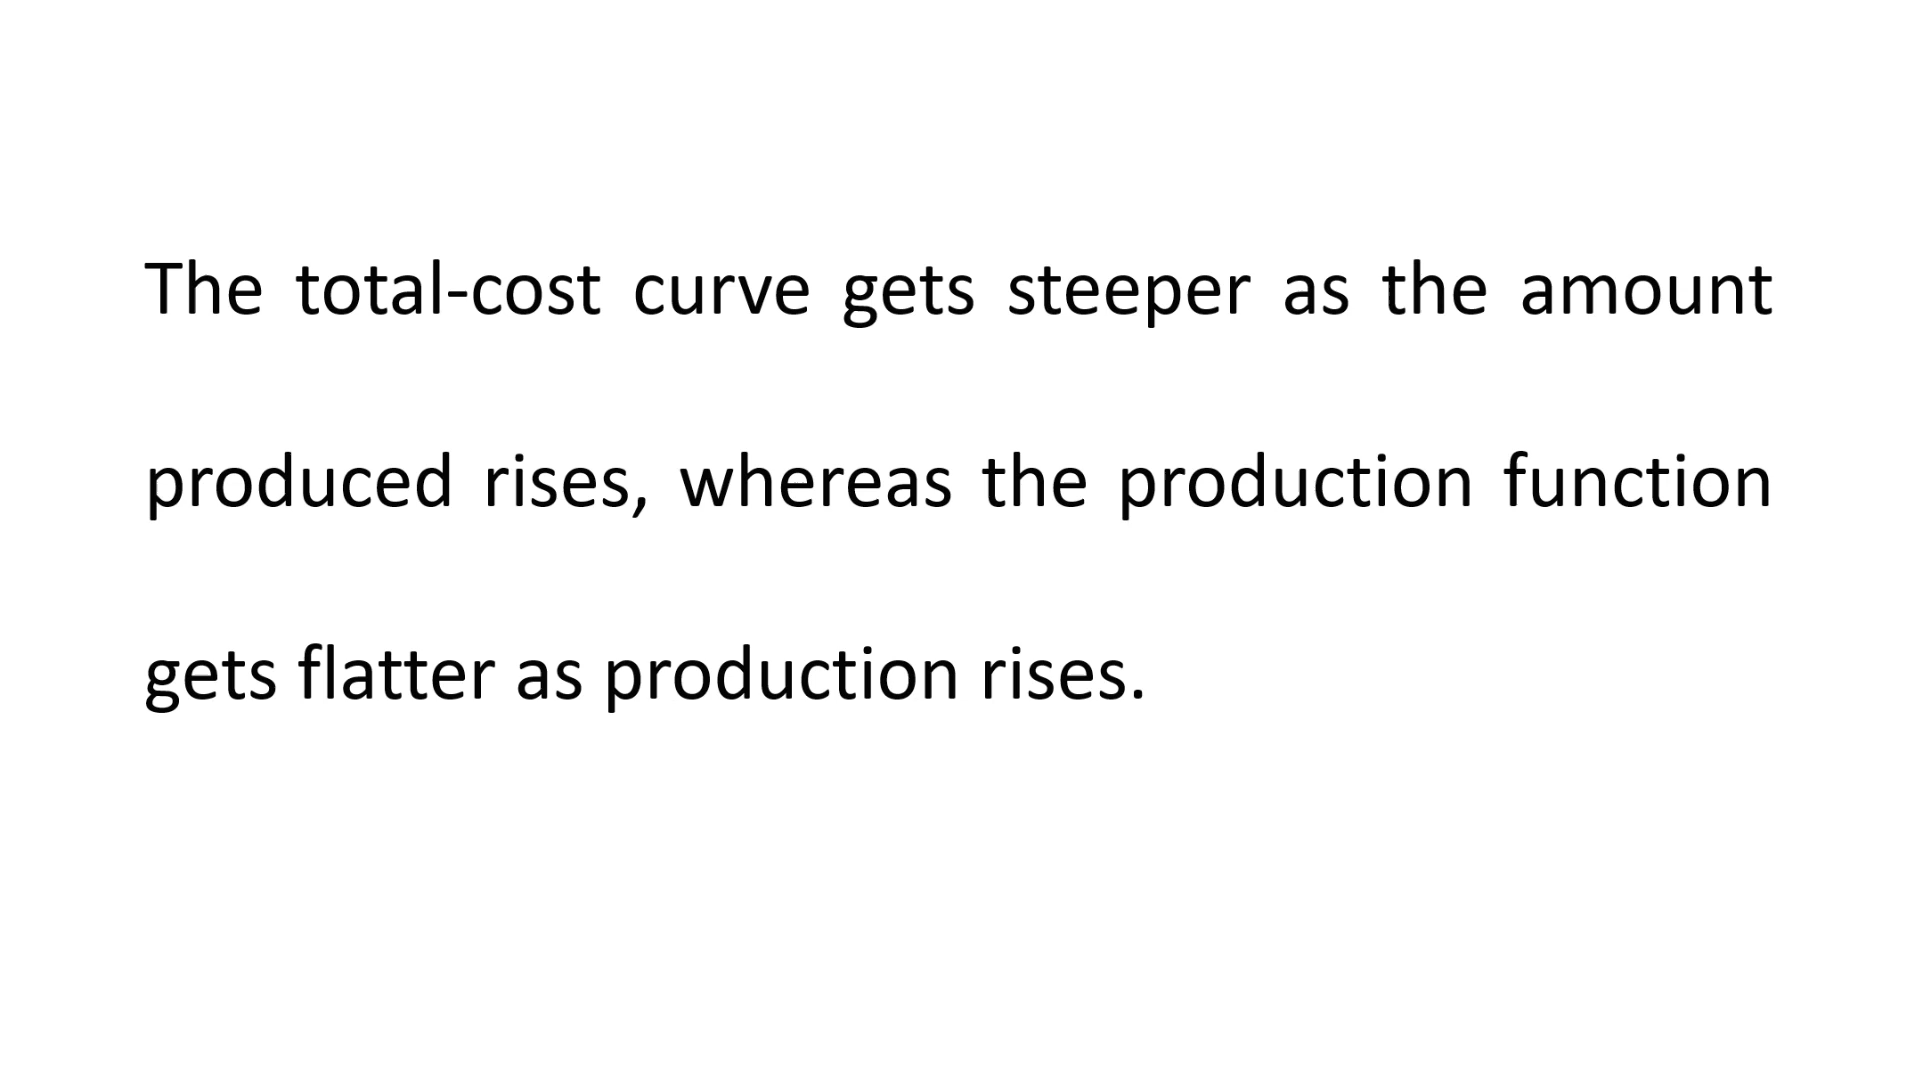 The total-cost curve gets steeper as the amount
produced rises, whereas the production function
gets flatter as production rises.